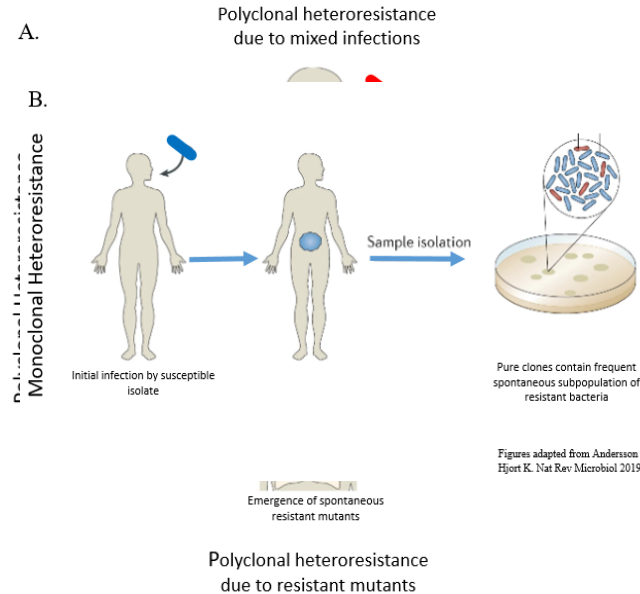 Polyclonal heteroresistance
due to mixed infections
A.
B.
Monoclonal Heteroresistance
Sample isolation
Initial infection by susceptible
isolate
Pure clones contain frequent
spontaneous subpopulation of
resistant bacteria
Figures adapted from Andersson
Hjort K. Nat Rev Microbiol 2019
Emergence of spontaneous
resistant mutants
Polyclonal heteroresistance
due to resistant mutants